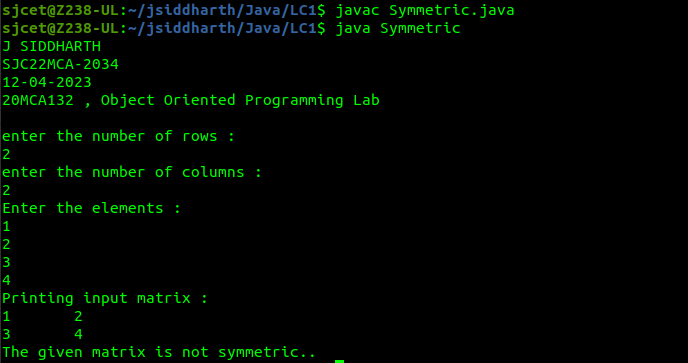 sjcet@Z238-UL:~/jsiddharth/Java/LC1$ javac Symmetric.java
sjcet@Z238-UL:~/jsiddharth/Java/LC1$ java Symmetric
J SIDDHARTH
SJC22MCA-2034
12-04-2023
20MCA132 , Object Oriented Programming Lab
enter the number of rows :
2
enter the number of columns :
2
Enter the elements :
1
2
3
4
Printing input matrix :
1 2
3 4
The given matrix is not symmetric..